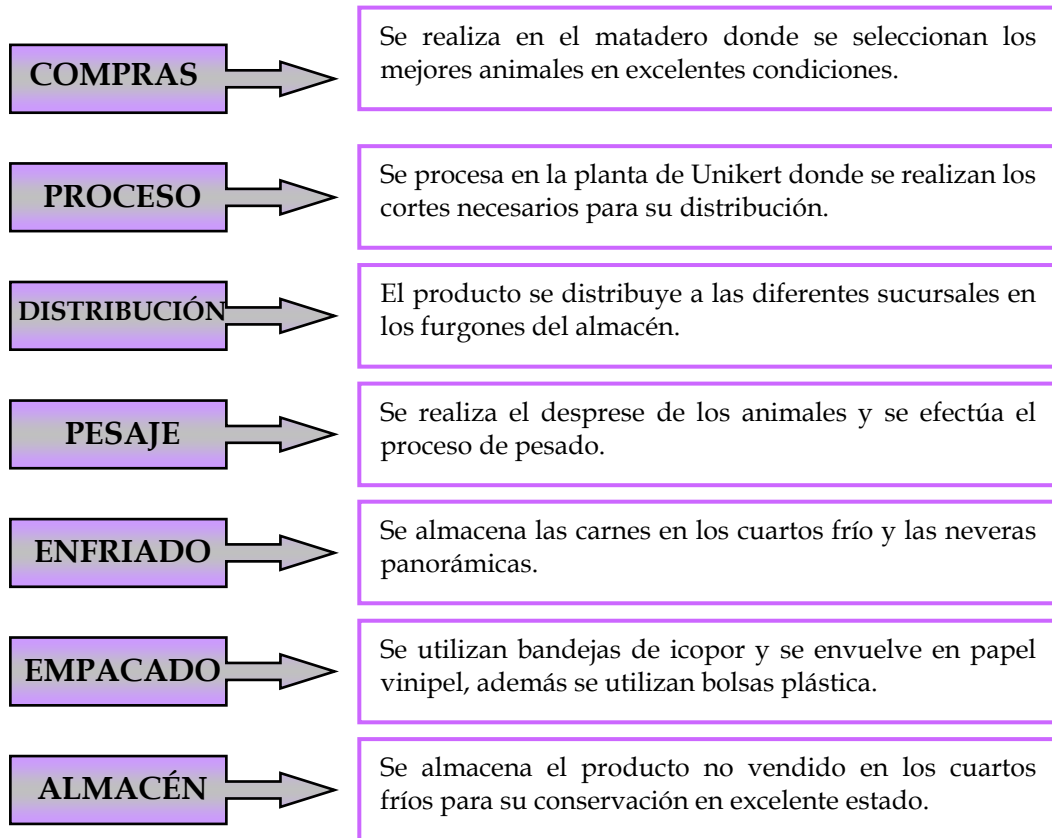 COMPRAS
Se realiza en el matadero donde se seleccionan los
mejores animales en excelentes condiciones.
PROCESO
Se procesa en la planta de Unikert donde se realizan los
cortes necesarios para su distribución.
DISTRIBUCIÓN
El producto se distribuye a las diferentes sucursales en
los furgones del almacén.
PESAJE
Se realiza el desprese de los animales y se efectúa el
proceso de pesado.
ENFRIADO
Se almacena las carnes en los cuartos frío y las neveras
panorámicas.
EMPACADO
Se utilizan bandejas de icopor y se envuelve en papel
vinipel, además se utilizan bolsas plástica.
ALMACÉN
Se almacena el producto no vendido en los cuartos
fríos para su conservación en excelente estado.